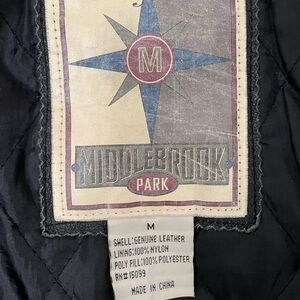 M
MIDDLEBROOK
PARK
M
SHELL:GENUINE LEATHER
LINING:100%NYLON
POLY FILL:100% POLYESTER
RN#15099
MADE IN CHINA